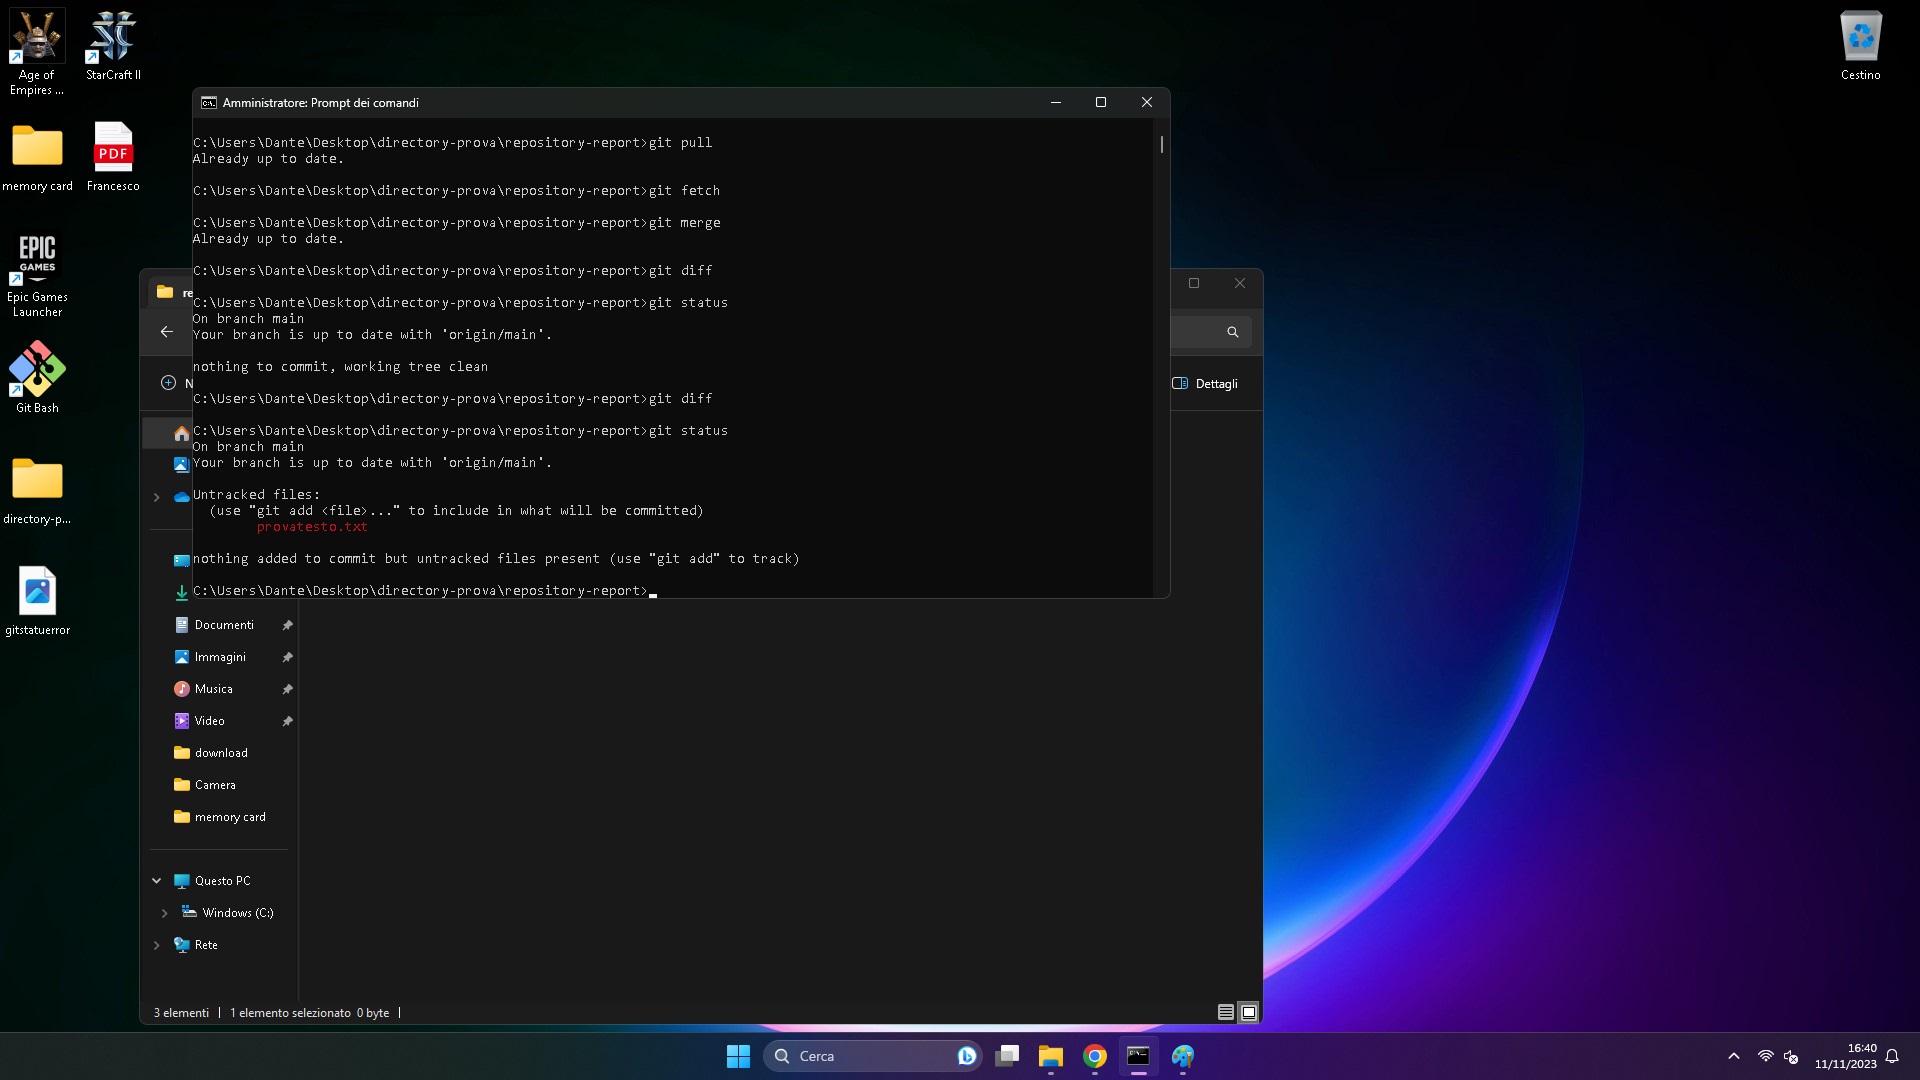 Age of
Empires ...
StarCraft II
Cestino
memory card
PDF
Francesco
EPIC
GAMES
Epic Games
Launcher
Git Bash
directory-p...
gitstatuerror
Amministratore: Prompt dei comandi
C:\Users\Dante\Desktop\directory-prova\repository-report>git pull
Already up to date.
C:\Users\Dante\Desktop\directory-prova\repository-report>git fetch
C:\Users\Dante\Desktop\directory-prova\repository-report>git merge
Already up to date.
C:\Users\Dante\Desktop\directory-prova\repository-report>git diff
C:\Users\Dante\Desktop\directory-prova\repository-report>git status
On branch main
Your branch is up to date with 'origin/main'.
nothing to commit, working tree clean
C:\Users\Dante\Desktop\directory-prova\repository-report>git diff
C:\Users\Dante\Desktop\directory-prova\repository-report>git status
On branch main
Your branch is up to date with 'origin/main'.
Untracked files:
(use "git add <file>..." to include in what will be committed)
provatesto.txt
nothing added to commit but untracked files present (use "git add" to track)
C:\Users\Dante\Desktop\directory-prova\repository-report>
re
N
Dettagli
Documenti
Immagini
Musica
Video
download
Camera
memory card
Questo PC
Windows (C:)
Rete
3 elementi
1 elemento selezionato 0 byte
Cerca
16:40
11/11/2023